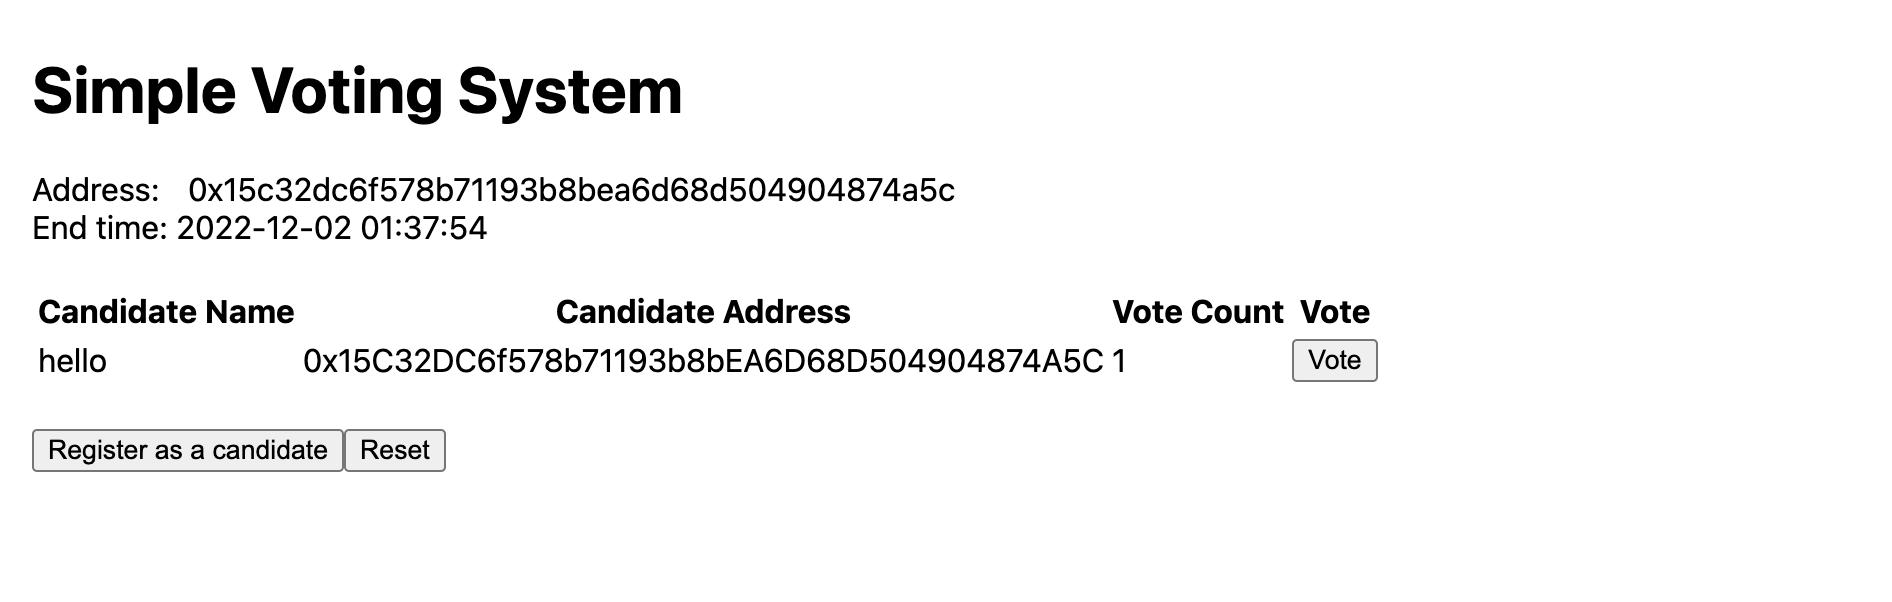 Simple Voting System
Address: 0x15c32dc6f578b71193b8bea6d68d504904874a5c
End time: 2022-12-02 01:37:54
Candidate Name Candidate Address Vote Count Vote
hello 0x15C32DC6f578b71193b8bEA6D68D504904874A5C 1 Vote
Register as a candidate Reset